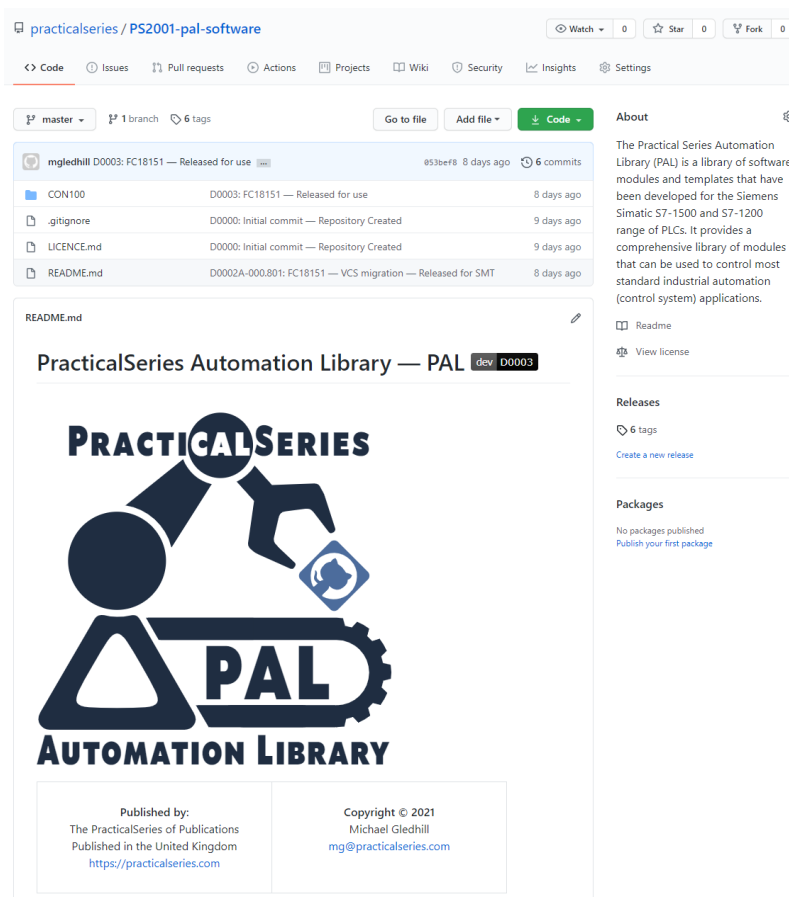 practicalseries / PS2001-pal-software
Watch 0 Star 0 Fork 0
<> Code Issues Pull requests Actions Projects Wiki Security Insights Settings
master 1 branch 6 tags Go to file Add file Code
mgledhill D0003: FC18151 — Released for use ... 053bef8 8 days ago 6 commits
CON100 D0003: FC18151 — Released for use 8 days ago
.gitignore D0000: Initial commit — Repository Created 9 days ago
LICENCE.md D0000: Initial commit — Repository Created 9 days ago
README.md D0002A-000.801: FC18151 — VCS migration — Released for SMT 8 days ago
README.md
PracticalSeries Automation Library — PAL dev D0003
PRACTICALSERIES
PAL
AUTOMATION LIBRARY
Published by:
The PracticalSeries of Publications
Published in the United Kingdom
https://practicalseries.com
Copyright © 2021
Michael Gledhill
mg@practicalseries.com
About
The Practical Series Automation
Library (PAL) is a library of software
modules and templates that have
been developed for the Siemens
Simatic S7-1500 and S7-1200
range of PLCs. It provides a
comprehensive library of modules
that can be used to control most
standard industrial automation
(control system) applications.
Readme
View license
Releases
6 tags
Create a new release
Packages
No packages published
Publish your first package